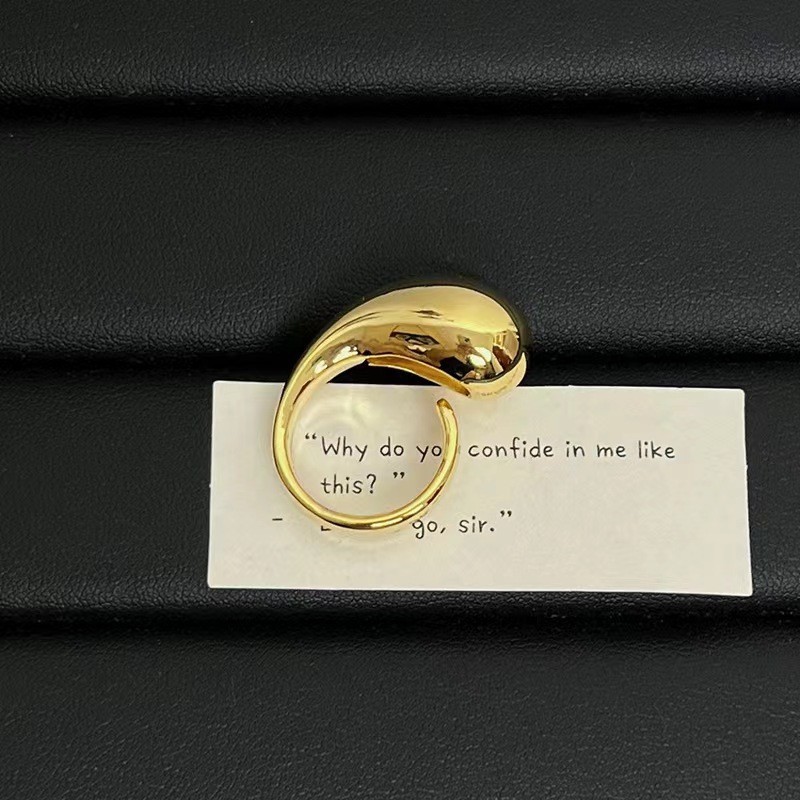 “Why do yo confide in me like
this? ”
- go, sir.”